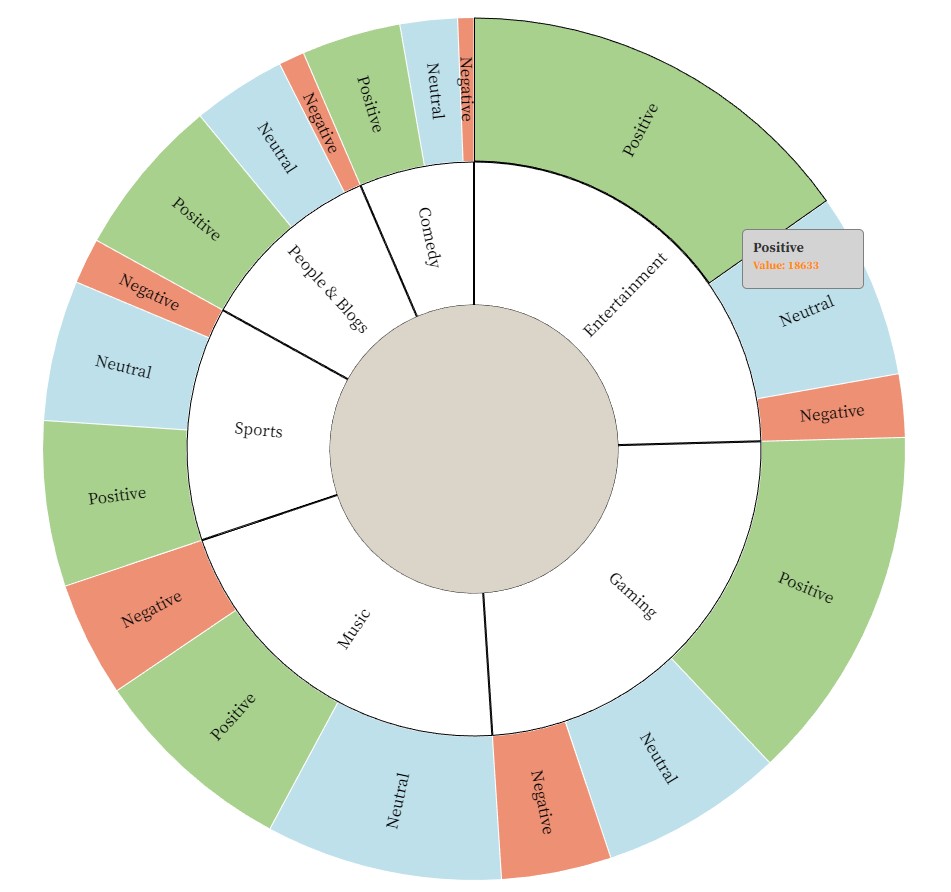 Positive
Neutral
Negative
Positive
Neutral
Negative
Positive
Neutral
Negative
Positive
Positive
Value: 18633
Neutral
Negative
Positive
Neutral
Negative
Neutral
Positive
Negative
Positive
Neutral
Negative
Entertainment
Gaming
Music
Sports
People & Blogs
Comedy